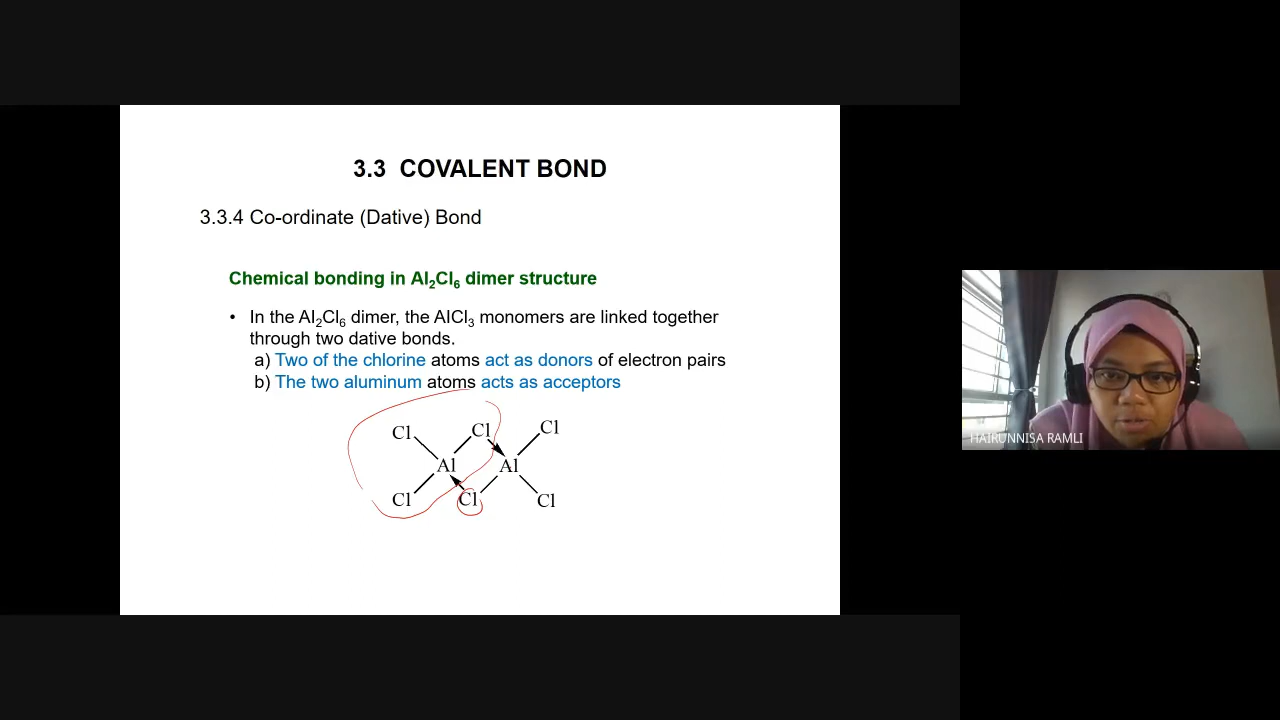 3.3 COVALENT BOND
3.3.4 Co-ordinate (Dative) Bond
Chemical bonding in Al₂Cl₆ dimer structure
• In the Al₂Cl₆ dimer, the AlCl₃ monomers are linked together
through two dative bonds.
a) Two of the chlorine atoms act as donors of electron pairs
b) The two aluminum atoms acts as acceptors
Cl Cl Cl
Al Al
Cl Cl Cl
HAIRUNNISA RAMLI